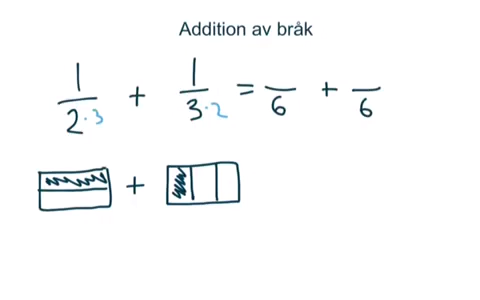 Addition av bråk
1/2·3 + 1/3·2 = /6 + /6
+